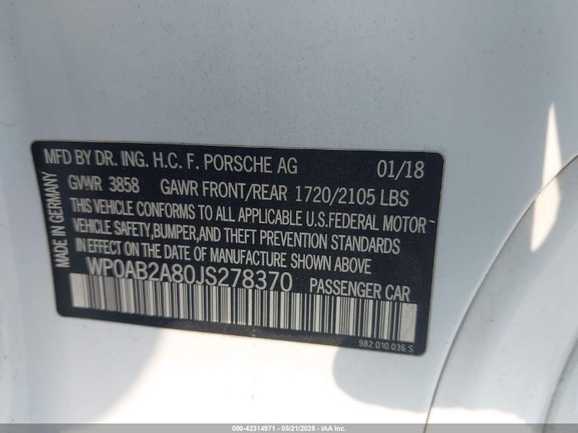 MFD BY DR. ING. H.C. F. PORSCHE AG 01/18
GVWR 3858 GAWR FRONT/REAR 1720/2105 LBS
THIS VEHICLE CONFORMS TO ALL APPLICABLE U.S.FEDERAL MOTOR
VEHICLE SAFETY,BUMPER,AND THEFT PREVENTION STANDARDS
IN EFFECT ON THE DATE OF MANUFACTURE SHOWN ABOVE
WP0AB2A80JS278370 PASSENGER CAR
MADE IN GERMANY
982 010 036 S
000-42314971 - 05/21/2025 - IAA Inc.